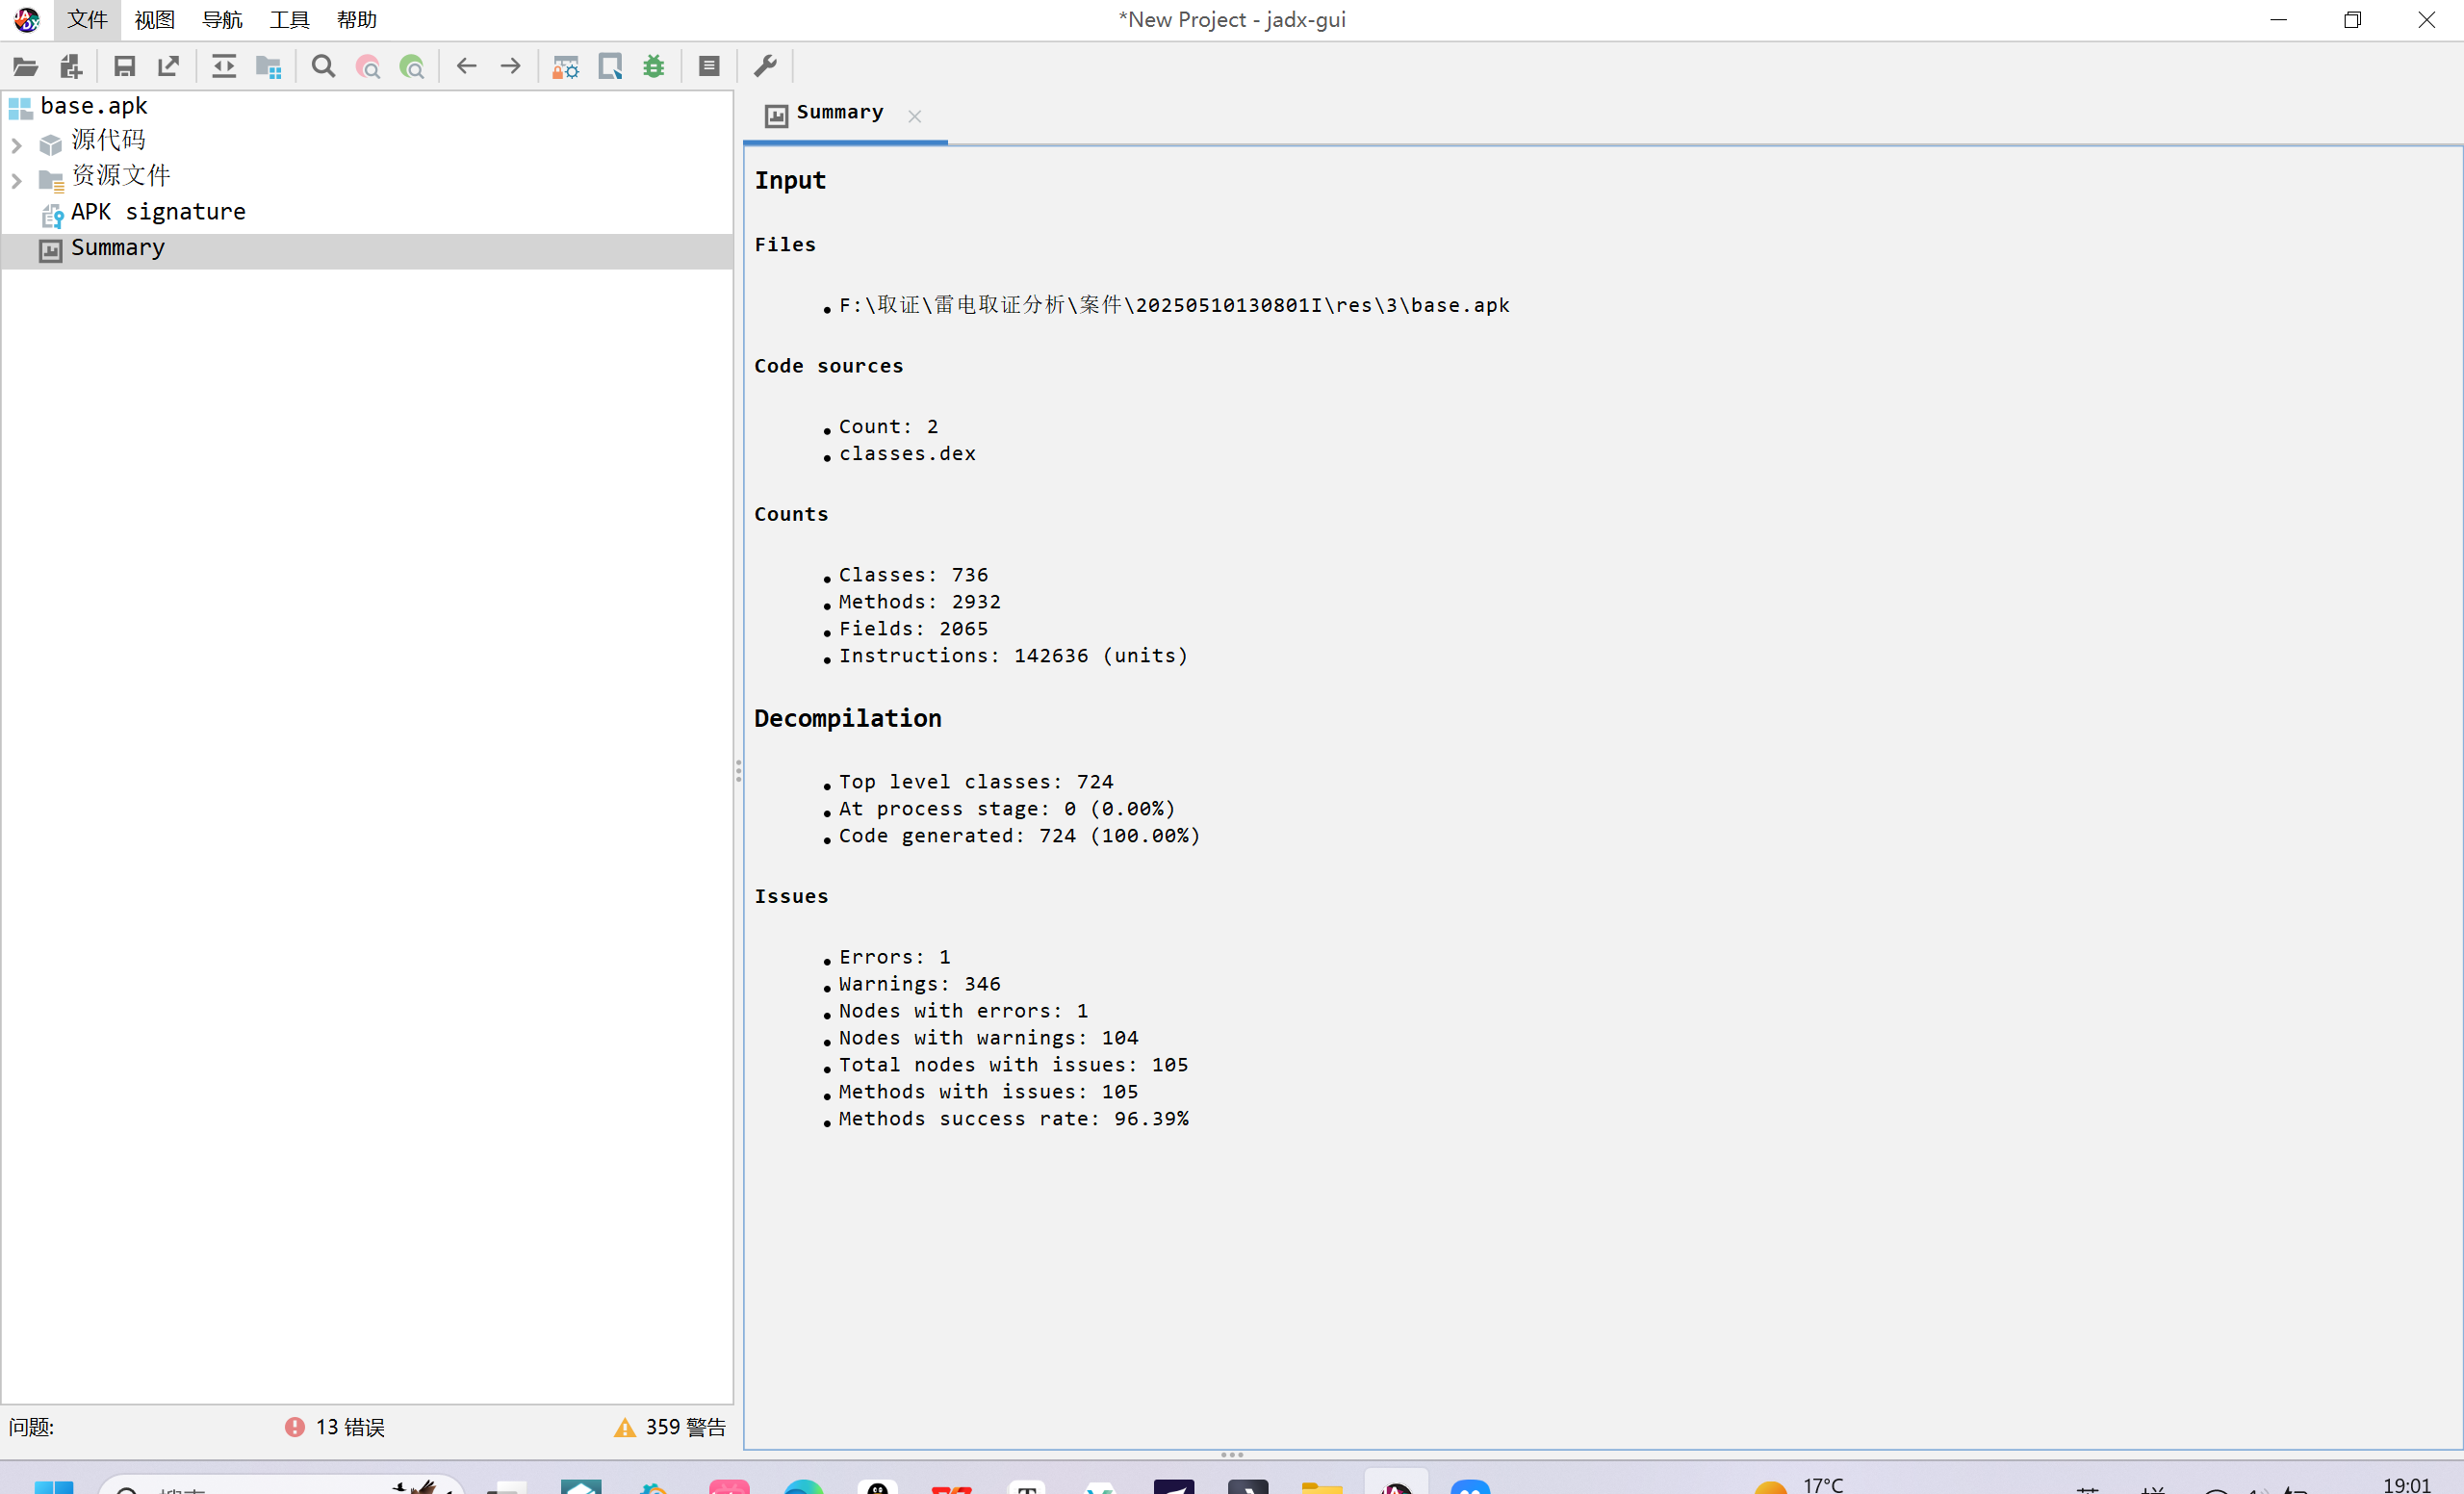 文件 视图 导航 工具 帮助 *New Project - jadx-gui
base.apk
源代码
资源文件
APK signature
Summary
Summary
Input
Files
F:\取证\雷电取证分析\案件\20250510130801I\res\3\base.apk
Code sources
Count: 2
classes.dex
Counts
Classes: 736
Methods: 2932
Fields: 2065
Instructions: 142636 (units)
Decompilation
Top level classes: 724
At process stage: 0 (0.00%)
Code generated: 724 (100.00%)
Issues
Errors: 1
Warnings: 346
Nodes with errors: 1
Nodes with warnings: 104
Total nodes with issues: 105
Methods with issues: 105
Methods success rate: 96.39%
问题: 13 错误 359 警告
17°C 19:01